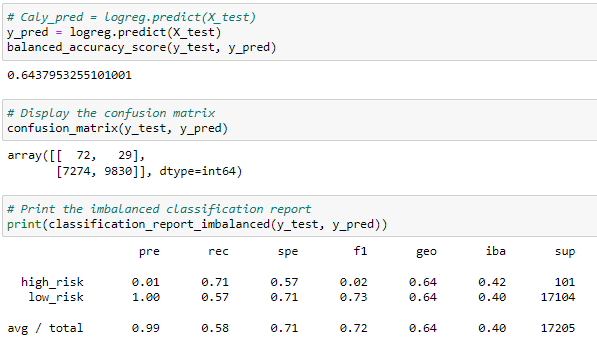 # Caly_pred = logreg.predict(X_test)
y_pred = logreg.predict(X_test)
balanced_accuracy_score(y_test, y_pred)
0.6437953255101001
# Display the confusion matrix
confusion_matrix(y_test, y_pred)
array([[  72,   29],
       [7274, 9830]], dtype=int64)
# Print the imbalanced classification report
print(classification_report_imbalanced(y_test, y_pred))
pre rec spe f1 geo iba sup
high_risk 0.01 0.71 0.57 0.02 0.64 0.42 101
low_risk 1.00 0.57 0.71 0.73 0.64 0.40 17104
avg / total 0.99 0.58 0.71 0.72 0.64 0.40 17205